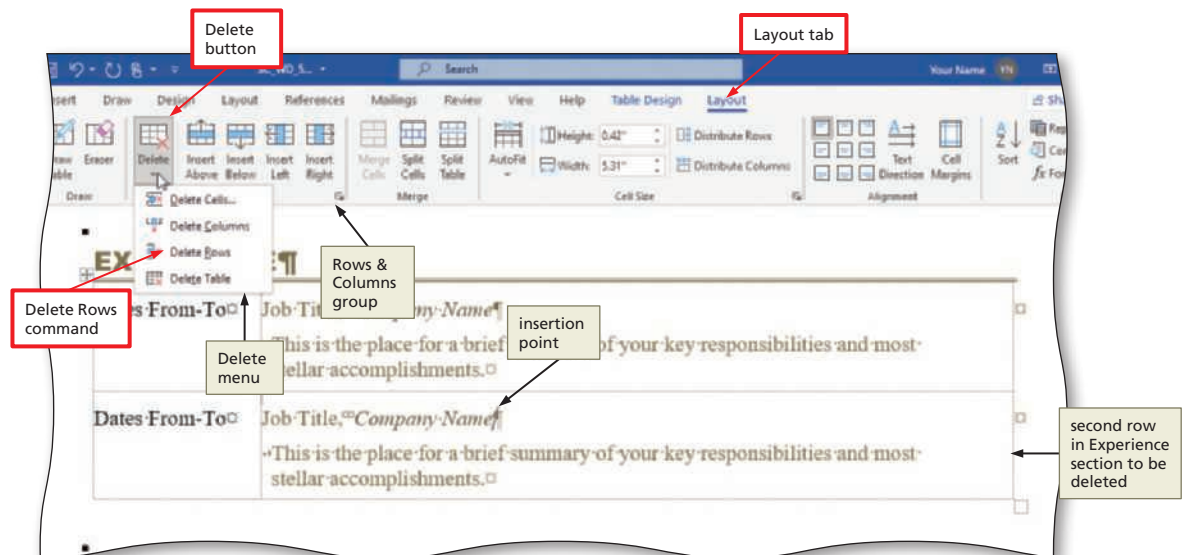 Delete
button
Layout tab
Search
Your Name YN
Draw Design Layout References Mailings Review View Help Table Design Layout
Eraser
Delete
Insert Above
Insert Below
Insert Left
Insert Right
Merge Cells
Split Cells
Split Table
AutoFit
Height: 0.42"
Width: 5.31"
Distribute Rows
Distribute Columns
Text Direction
Cell Margins
Sort
Draw
Merge
Cell Size
Alignment
Delete Cells...
Delete Columns
Delete Rows
Delete Table
Rows &
Columns
group
Delete Rows
command
Delete
menu
insertion
point
EX
s·From-To¤
Job·Tit
ny·Name¶
This·is·the·place·for·a·brief
of·your·key·responsibilities·and·most·
stellar·accomplishments.¤
Dates·From-To¤
Job·Title,°Company·Name¶
This·is·the·place·for·a·brief·summary·of·your·key·responsibilities·and·most·
stellar·accomplishments.¤
second row
in Experience
section to be
deleted